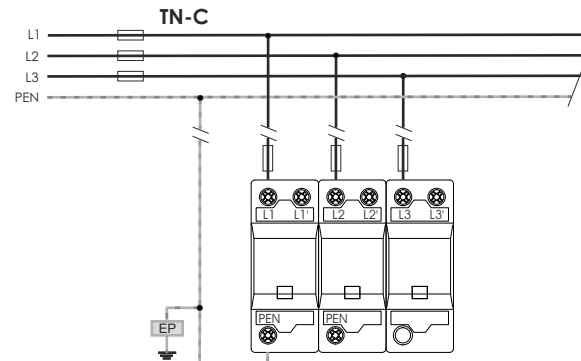 TN-C
L1
L2
L3
PEN
L1 L1' L2 L2' L3 L3'
PEN PEN
EP